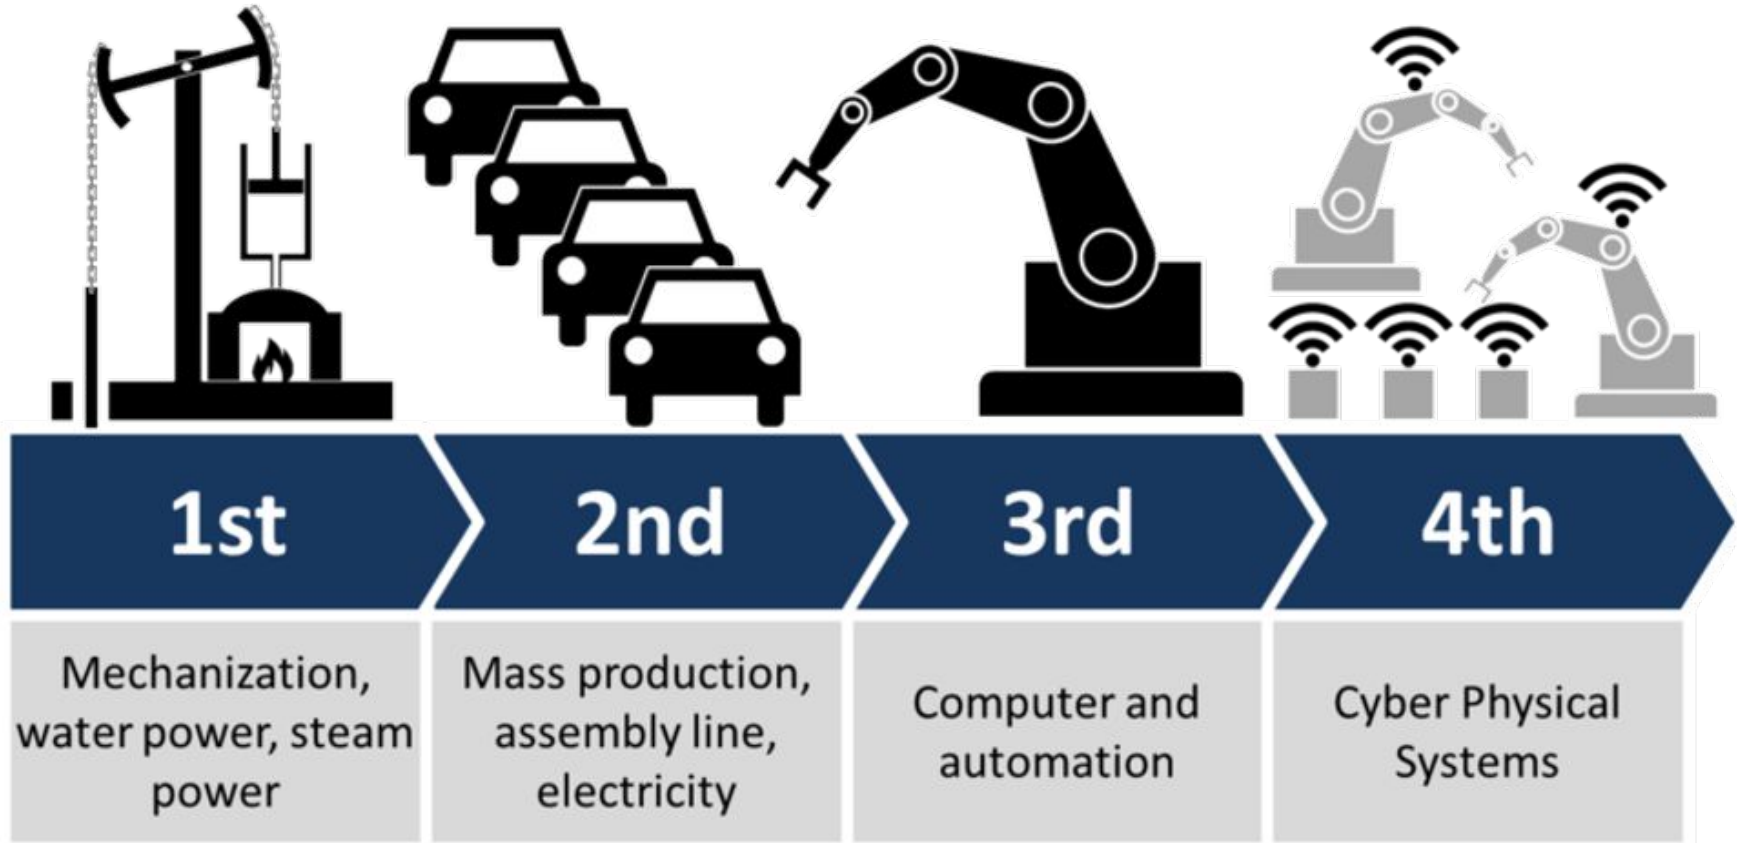 1st
2nd
3rd
4th
Mechanization,
water power, steam
power
Mass production,
assembly line,
electricity
Computer and
automation
Cyber Physical
Systems